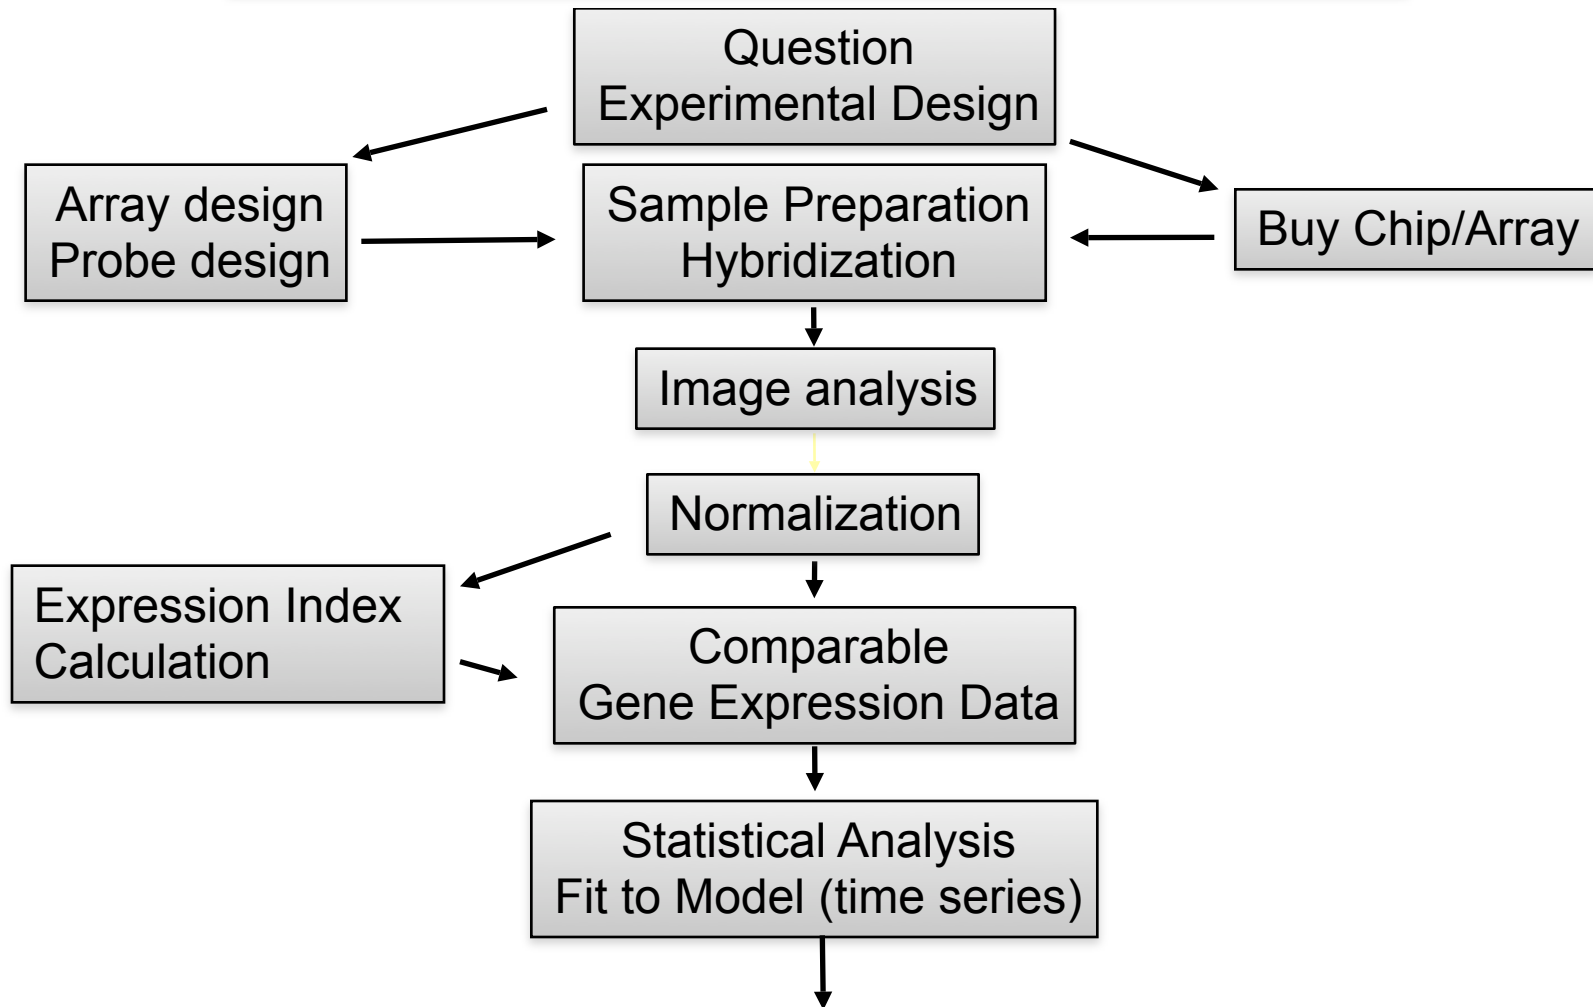 Question
Experimental Design
Array design
Probe design
Sample Preparation
Hybridization
Buy Chip/Array
Image analysis
Normalization
Expression Index
Calculation
Comparable
Gene Expression Data
Statistical Analysis
Fit to Model (time series)